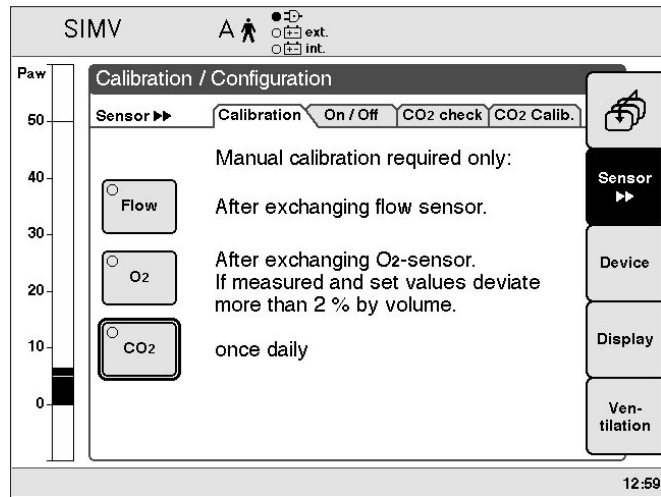 SIMV
A
ext.
int.
Paw
50
40
30
20
10
0
Calibration / Configuration
Sensor ▶▶
Calibration
On / Off
CO2 check
CO2 Calib.
Manual calibration required only:
Flow
After exchanging flow sensor.
O2
After exchanging O2-sensor.
If measured and set values deviate
more than 2 % by volume.
CO2
once daily
Sensor
▶▶
Device
Display
Ven-
tilation
12:59